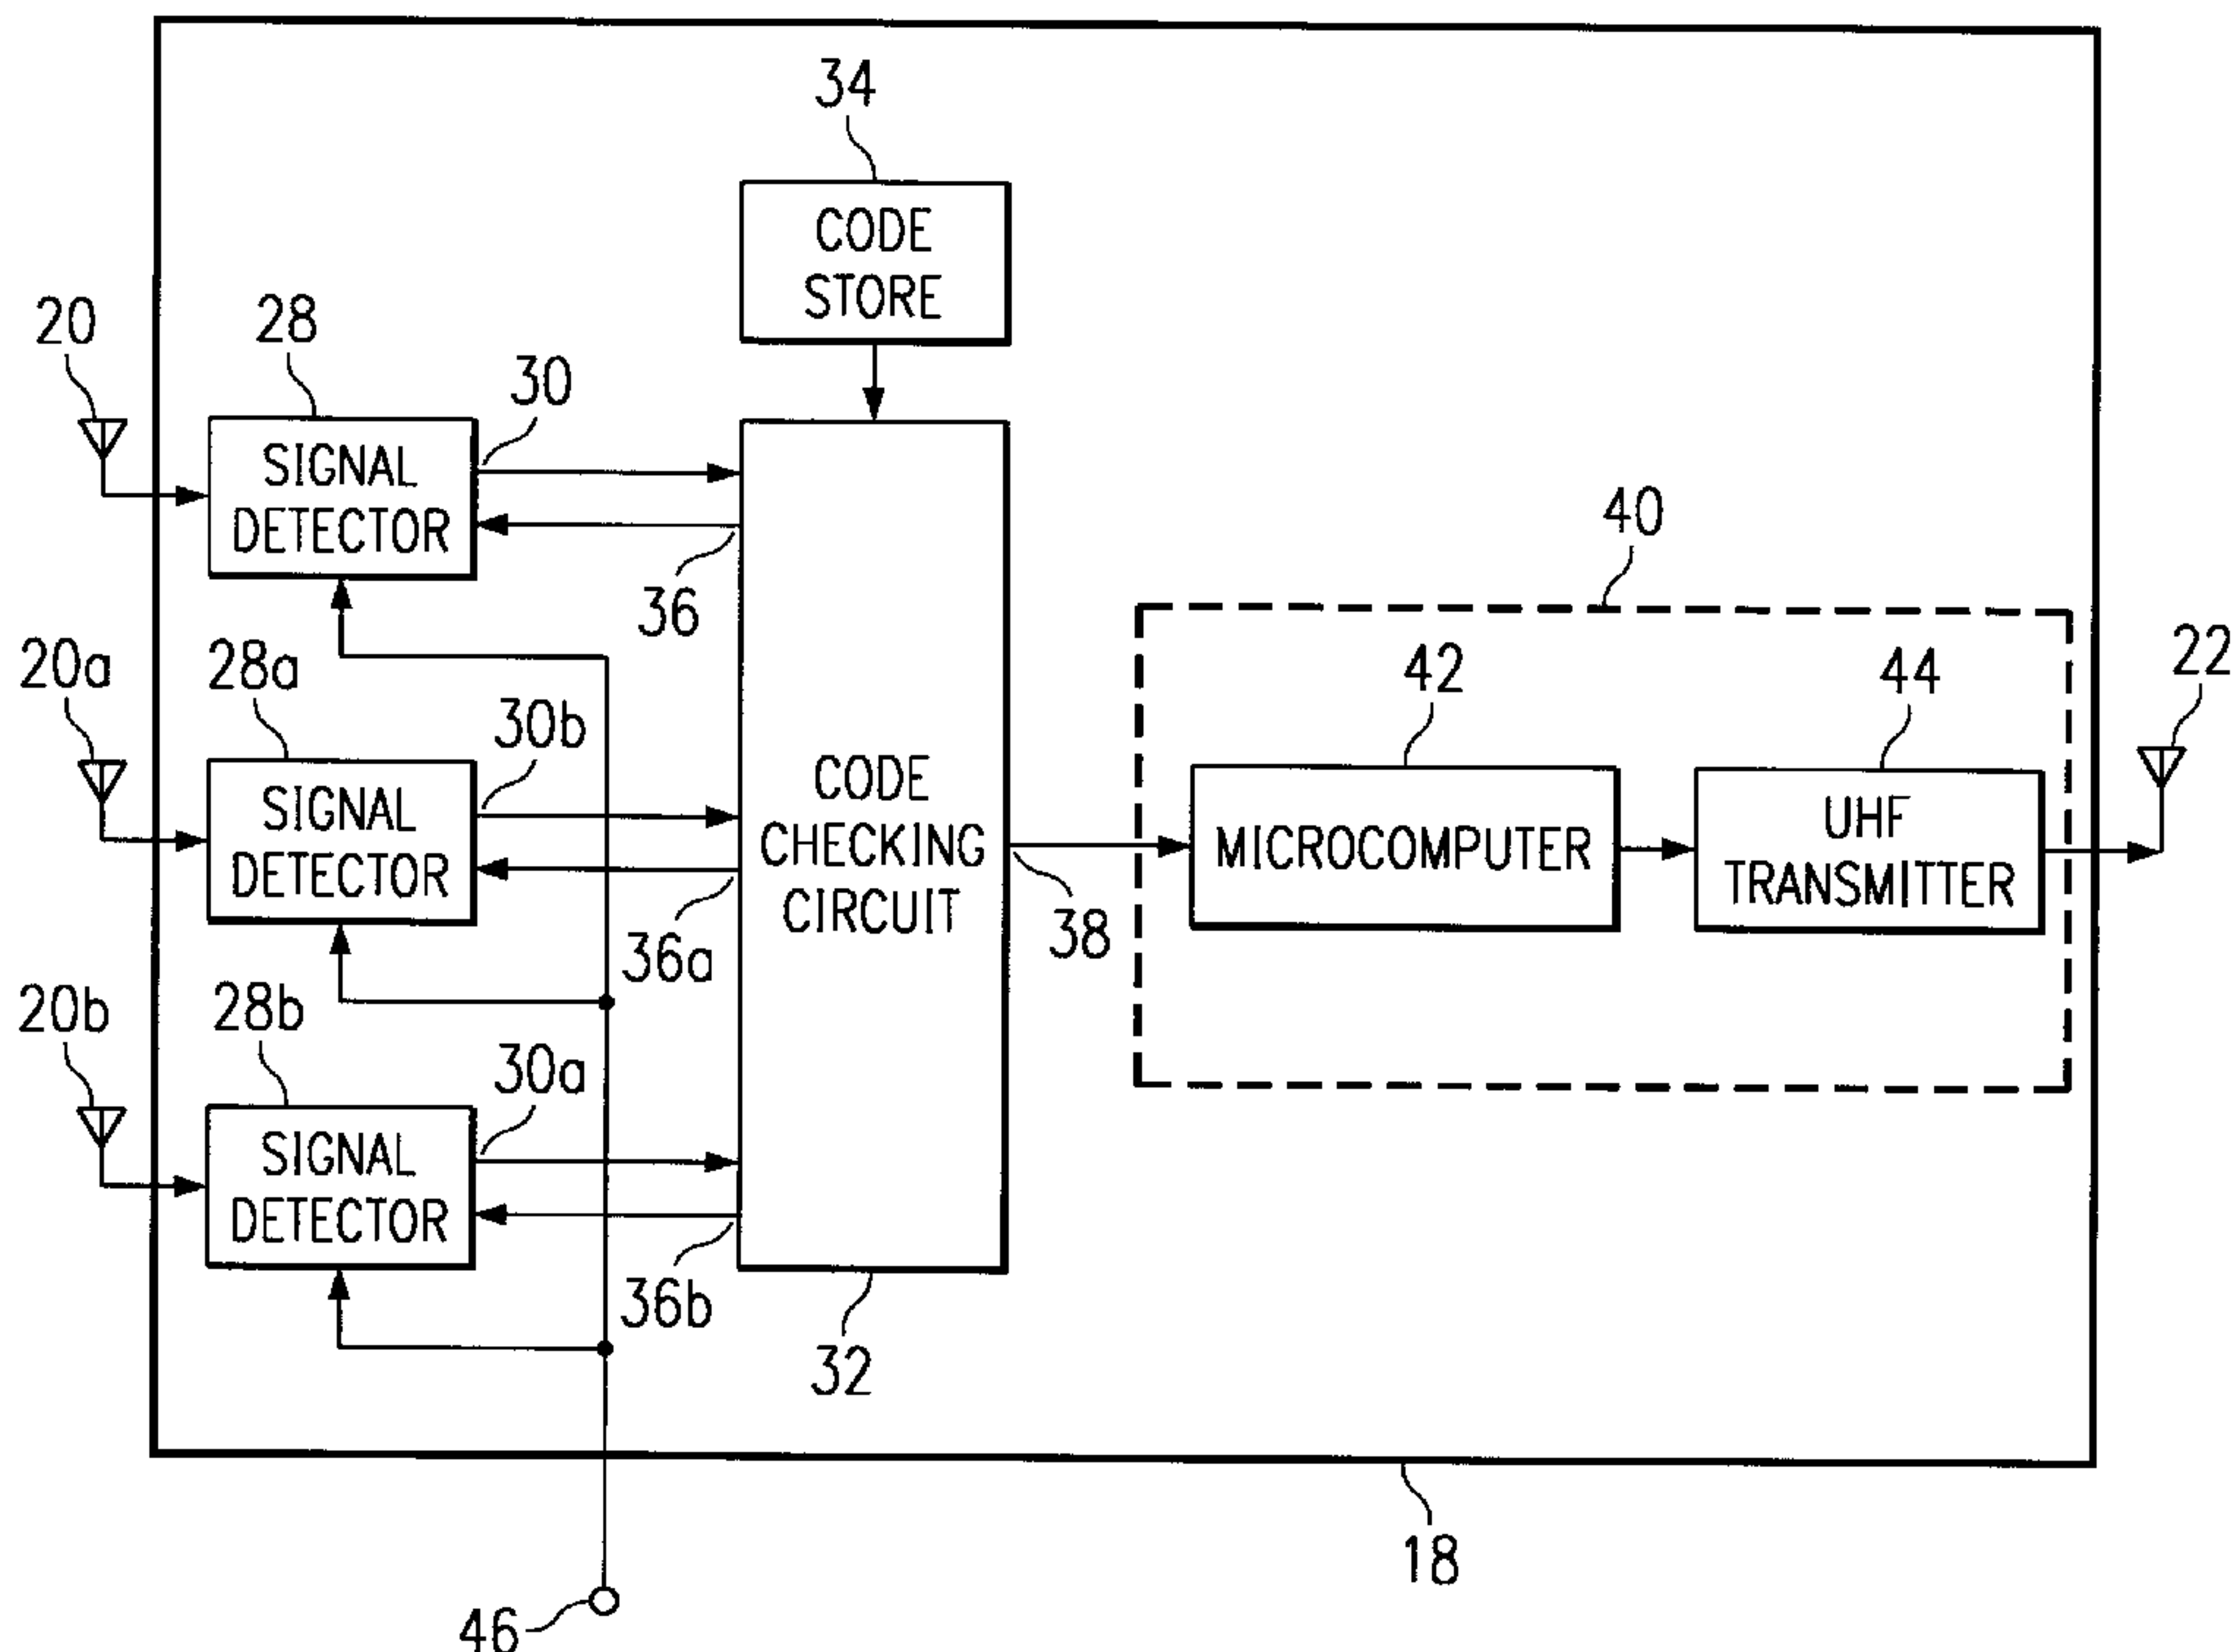 34
CODE
STORE
20
28
30
SIGNAL
DETECTOR
36
40
20a
28a
30b
42
44
22
SIGNAL
DETECTOR
CODE
CHECKING
CIRCUIT
MICROCOMPUTER
UHF
TRANSMITTER
36a
38
20b
28b
30a
SIGNAL
DETECTOR
36b
32
18
46